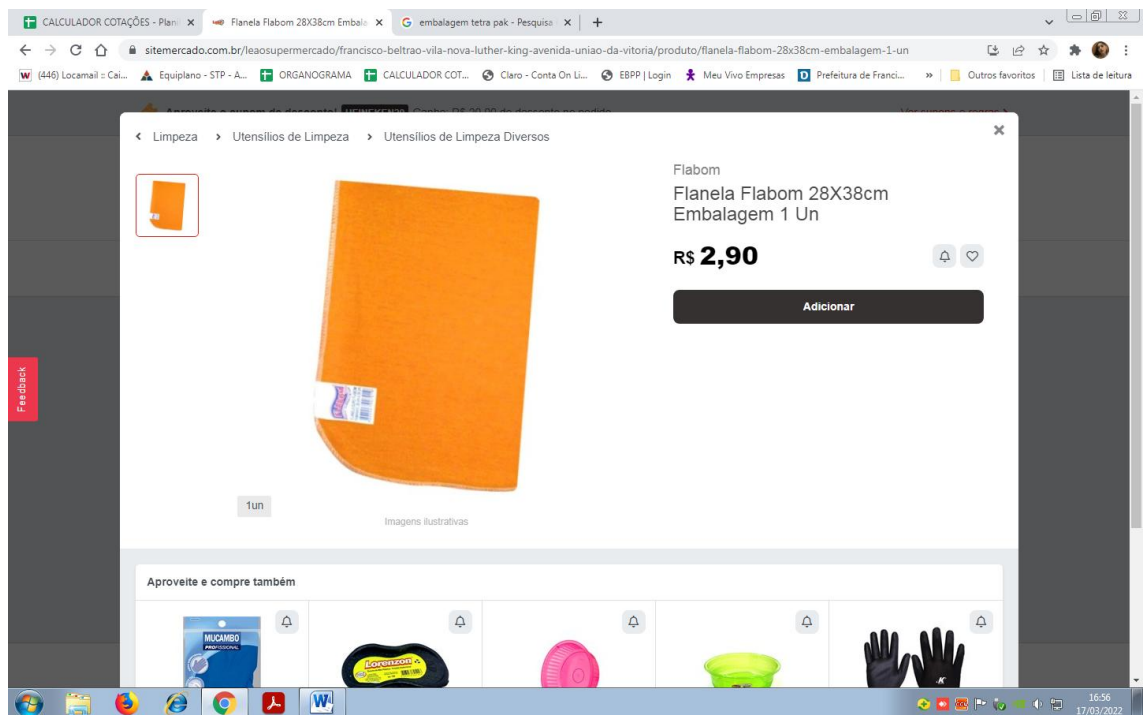 CALCULADOR COTAÇÕES - Plani
Flanela Flabom 28X38cm Embala
embalagem tetra pak - Pesquisa
sitemercado.com.br/leaosupermercado/francisco-beltrao-vila-nova-luther-king-avenida-uniao-da-vitoria/produto/flanela-flabom-28x38cm-embalagem-1-un
(446) Locamail :: Cai... Equiplano - STP - A... ORGANOGRAMA CALCULADOR COT... Claro - Conta On Li... EBPP | Login Meu Vivo Empresas Prefeitura de Franci... » Outros favoritos Lista de leitura
Limpeza > Utensílios de Limpeza > Utensílios de Limpeza Diversos
Flabom
Flanela Flabom 28X38cm
Embalagem 1 Un
R$ 2,90
Adicionar
Feedback
1un
Imagens ilustrativas
Aproveite e compre também
MUCAMBO
PROFISSIONAL
Lorenzon
K
16:56
17/03/2022